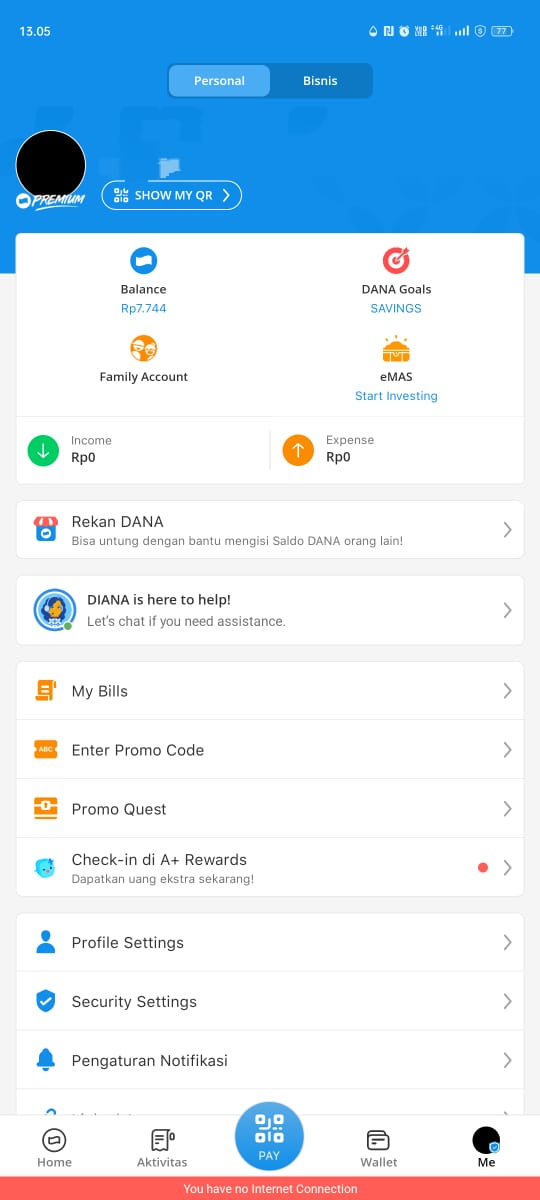 13.05
VoLTE 4G 77
Personal
Bisnis
PREMIUM
SHOW MY QR
Balance
Rp7.744
DANA Goals
SAVINGS
Family Account
eMAS
Start Investing
Income
Rp0
Expense
Rp0
Rekan DANA
Bisa untung dengan bantu mengisi Saldo DANA orang lain!
DIANA is here to help!
Let's chat if you need assistance.
My Bills
ABC
Enter Promo Code
Promo Quest
Check-in di A+ Rewards
Dapatkan uang ekstra sekarang!
Profile Settings
Security Settings
Pengaturan Notifikasi
PAY
Home
Aktivitas
Wallet
Me
You have no Internet Connection